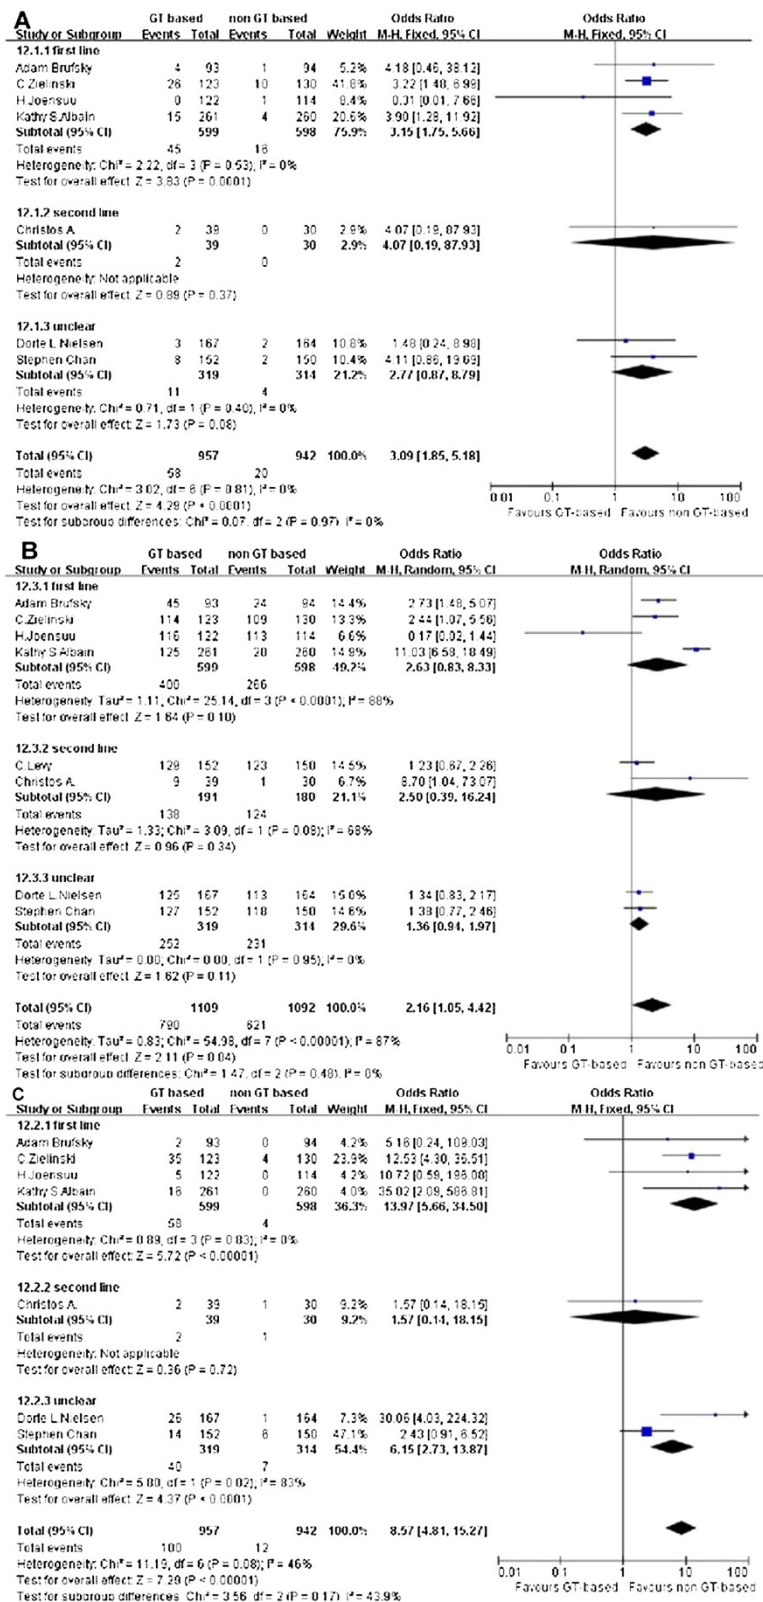 A
GT based non GT based Odds Ratio Odds Ratio
Study or Subgroup Events Total Events Total Weight M-H, Fixed, 95% CI M-H, Fixed, 95% CI
12.1.1 first line
Adam Brufsky 4 93 1 94 5.2% 4.18 [0.46, 38.12]
C.Zielinski 26 123 10 130 41.8% 3.22 [1.48, 6.99]
H.Joensuu 0 122 1 114 8.4% 0.31 [0.01, 7.66]
Kathy S.Albain 15 261 4 260 20.6% 3.90 [1.28, 11.92]
Subtotal (95% CI) 599 598 75.9% 3.15 [1.75, 5.66]
Total events 45 16
Heterogeneity: Chi² = 2.22, df = 3 (P = 0.53); I² = 0%
Test for overall effect: Z = 3.83 (P = 0.0001)
12.1.2 second line
Christos A. 2 39 0 30 2.9% 4.07 [0.19, 87.93]
Subtotal (95% CI) 39 30 2.9% 4.07 [0.19, 87.93]
Total events 2 0
Heterogeneity: Not applicable
Test for overall effect: Z = 0.89 (P = 0.37)
12.1.3 unclear
Dorte L.Nielsen 3 167 2 164 10.8% 1.48 [0.24, 8.98]
Stephen Chan 8 152 2 150 10.4% 4.11 [0.86, 19.69]
Subtotal (95% CI) 319 314 21.2% 2.77 [0.87, 8.79]
Total events 11 4
Heterogeneity: Chi² = 0.71, df = 1 (P = 0.40); I² = 0%
Test for overall effect: Z = 1.73 (P = 0.08)
Total (95% CI) 957 942 100.0% 3.09 [1.85, 5.18]
Total events 58 20
Heterogeneity: Chi² = 3.02, df = 6 (P = 0.81); I² = 0%
Test for overall effect: Z = 4.29 (P < 0.0001)
Test for subgroup differences: Chi² = 0.07, df = 2 (P = 0.97), I² = 0%
0.01 0.1 1 10 100
Favours GT-based Favours non GT-based
B
GT based non GT based Odds Ratio Odds Ratio
Study or Subgroup Events Total Events Total Weight M-H, Random, 95% CI M-H, Random, 95% CI
12.3.1 first line
Adam Brufsky 45 93 24 94 14.4% 2.73 [1.48, 5.07]
C.Zielinski 114 123 109 130 13.3% 2.44 [1.07, 5.56]
H.Joensuu 116 122 113 114 6.6% 0.17 [0.02, 1.44]
Kathy S.Albain 125 261 20 260 14.9% 11.03 [6.58, 18.49]
Subtotal (95% CI) 599 598 49.2% 2.63 [0.83, 8.33]
Total events 400 266
Heterogeneity: Tau² = 1.11; Chi² = 25.14, df = 3 (P < 0.0001); I² = 88%
Test for overall effect: Z = 1.64 (P = 0.10)
12.3.2 second line
C.Levy 129 152 123 150 14.5% 1.23 [0.67, 2.26]
Christos A. 9 39 1 30 6.7% 8.70 [1.04, 73.07]
Subtotal (95% CI) 191 180 21.1% 2.50 [0.39, 16.24]
Total events 138 124
Heterogeneity: Tau² = 1.33; Chi² = 3.09, df = 1 (P = 0.08); I² = 68%
Test for overall effect: Z = 0.96 (P = 0.34)
12.3.3 unclear
Dorte L.Nielsen 125 167 113 164 15.0% 1.34 [0.83, 2.17]
Stephen Chan 127 152 118 150 14.6% 1.38 [0.77, 2.46]
Subtotal (95% CI) 319 314 29.6% 1.36 [0.94, 1.97]
Total events 252 231
Heterogeneity: Tau² = 0.00; Chi² = 0.00, df = 1 (P = 0.95); I² = 0%
Test for overall effect: Z = 1.62 (P = 0.11)
Total (95% CI) 1109 1092 100.0% 2.16 [1.05, 4.42]
Total events 790 621
Heterogeneity: Tau² = 0.83; Chi² = 54.98, df = 7 (P < 0.00001); I² = 87%
Test for overall effect: Z = 2.11 (P = 0.04)
Test for subgroup differences: Chi² = 1.47, df = 2 (P = 0.48), I² = 0%
0.01 0.1 1 10 100
Favours GT-based Favours non GT-based
C
GT based non GT based Odds Ratio Odds Ratio
Study or Subgroup Events Total Events Total Weight M-H, Fixed, 95% CI M-H, Fixed, 95% CI
12.2.1 first line
Adam Brufsky 2 93 0 94 4.2% 5.16 [0.24, 109.03]
C.Zielinski 35 123 4 130 23.9% 12.53 [4.30, 36.51]
H.Joensuu 5 122 0 114 4.2% 10.72 [0.59, 196.08]
Kathy S.Albain 16 261 0 260 4.0% 35.02 [2.09, 586.81]
Subtotal (95% CI) 599 598 36.3% 13.97 [5.66, 34.50]
Total events 58 4
Heterogeneity: Chi² = 0.89, df = 3 (P = 0.83); I² = 0%
Test for overall effect: Z = 5.72 (P < 0.00001)
12.2.2 second line
Christos A. 2 39 1 30 9.2% 1.57 [0.14, 18.15]
Subtotal (95% CI) 39 30 9.2% 1.57 [0.14, 18.15]
Total events 2 1
Heterogeneity: Not applicable
Test for overall effect: Z = 0.36 (P = 0.72)
12.2.3 unclear
Dorte L.Nielsen 26 167 1 164 7.3% 30.06 [4.03, 224.32]
Stephen Chan 14 152 6 150 47.1% 2.43 [0.91, 6.52]
Subtotal (95% CI) 319 314 54.4% 6.15 [2.73, 13.87]
Total events 40 7
Heterogeneity: Chi² = 5.80, df = 1 (P = 0.02); I² = 83%
Test for overall effect: Z = 4.37 (P < 0.0001)
Total (95% CI) 957 942 100.0% 8.57 [4.81, 15.27]
Total events 100 12
Heterogeneity: Chi² = 11.19, df = 6 (P = 0.08); I² = 46%
Test for overall effect: Z = 7.29 (P < 0.00001)
Test for subgroup differences: Chi² = 3.56, df = 2 (P = 0.17), I² = 43.9%
0.01 0.1 1 10 100
Favours GT-based Favours non GT-based